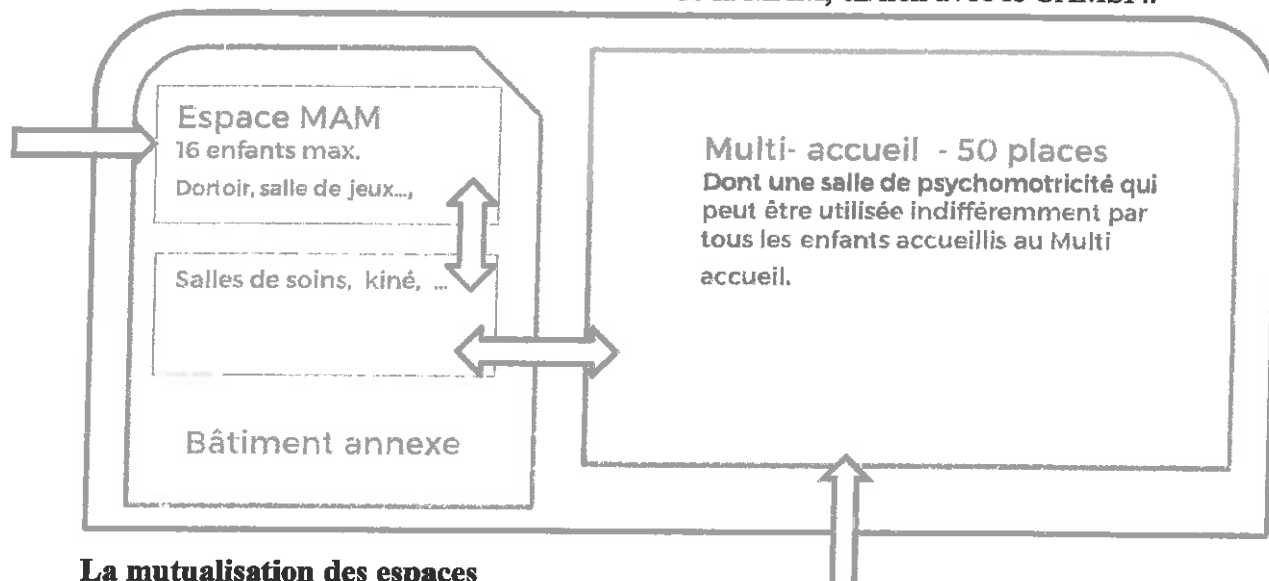 Espace MAM
16 enfants max.
Dortoir, salle de jeux...,
Salles de soins, kiné, ...
Bâtiment annexe
Multi- accueil - 50 places
Dont une salle de psychomotricité qui
peut être utilisée indifféremment par
tous les enfants accueillis au Multi
accueil.
La mutualisation des espaces